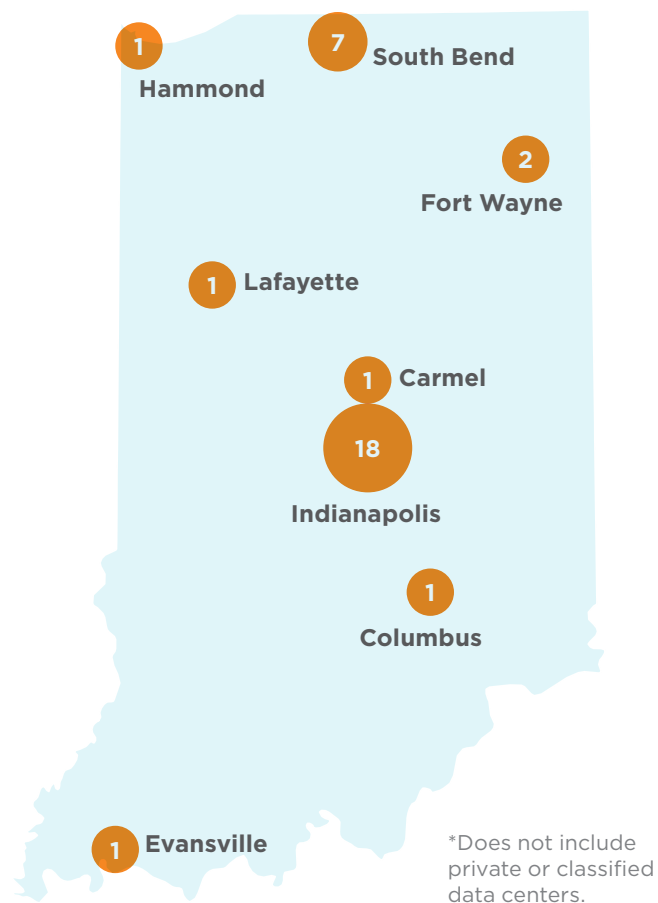 1
Hammond
7
South Bend
2
Fort Wayne
1
Lafayette
1
Carmel
18
Indianapolis
1
Columbus
1
Evansville
*Does not include
private or classified
data centers.